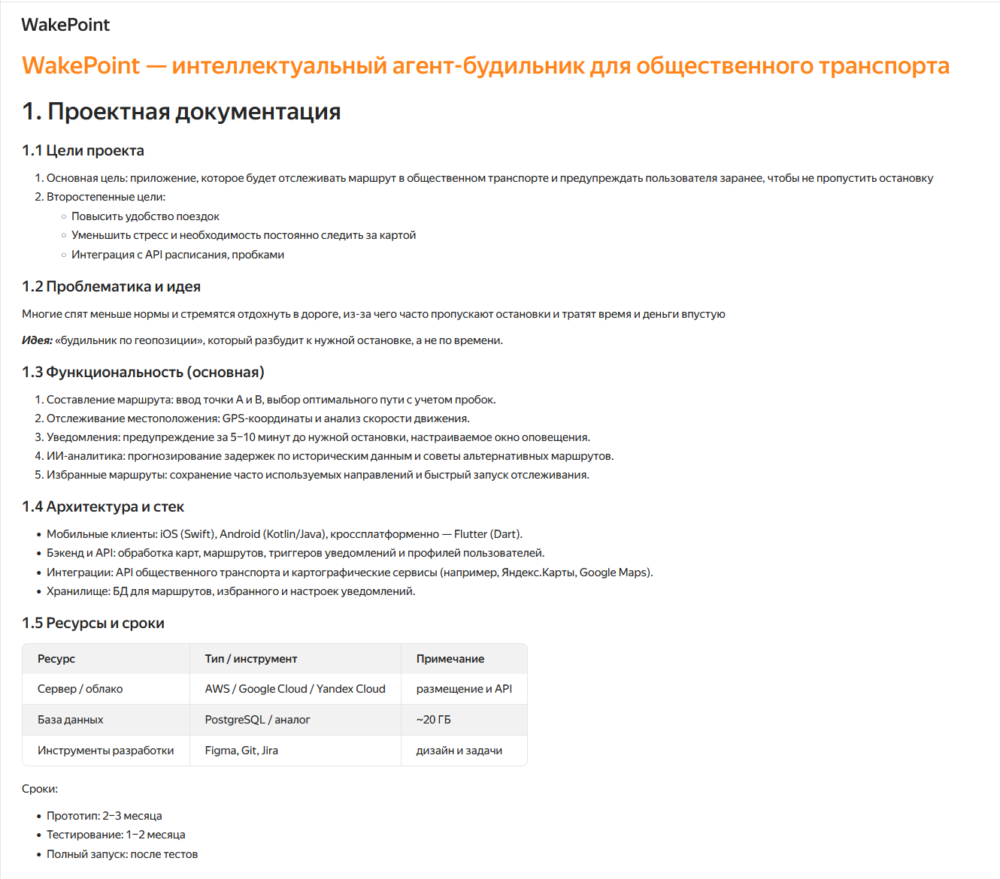 WakePoint
WakePoint — интеллектуальный агент-будильник для общественного транспорта
1. Проектная документация
1.1 Цели проекта
1. Основная цель: приложение, которое будет отслеживать маршрут в общественном транспорте и предупреждать пользователя заранее, чтобы не пропустить остановку
2. Второстепенные цели:
◦ Повысить удобство поездок
◦ Уменьшить стресс и необходимость постоянно следить за картой
◦ Интеграция с API расписания, пробками
1.2 Проблематика и идея
Многие спят меньше нормы и стремятся отдохнуть в дороге, из-за чего часто пропускают остановки и тратят время и деньги впустую
Идея: «будильник по геопозиции», который разбудит к нужной остановке, а не по времени.
1.3 Функциональность (основная)
1. Составление маршрута: ввод точки А и В, выбор оптимального пути с учетом пробок.
2. Отслеживание местоположения: GPS-координаты и анализ скорости движения.
3. Уведомления: предупреждение за 5–10 минут до нужной остановки, настраиваемое окно оповещения.
4. ИИ-аналитика: прогнозирование задержек по историческим данным и советы альтернативных маршрутов.
5. Избранные маршруты: сохранение часто используемых направлений и быстрый запуск отслеживания.
1.4 Архитектура и стек
• Мобильные клиенты: iOS (Swift), Android (Kotlin/Java), кроссплатформенно — Flutter (Dart).
• Бэкенд и API: обработка карт, маршрутов, триггеров уведомлений и профилей пользователей.
• Интеграции: API общественного транспорта и картографические сервисы (например, Яндекс.Карты, Google Maps).
• Хранилище: БД для маршрутов, избранного и настроек уведомлений.
1.5 Ресурсы и сроки
Ресурс Тип / инструмент Примечание
Сервер / облако AWS / Google Cloud / Yandex Cloud размещение и API
База данных PostgreSQL / аналог ~20 ГБ
Инструменты разработки Figma, Git, Jira дизайн и задачи
Сроки:
• Прототип: 2–3 месяца
• Тестирование: 1–2 месяца
• Полный запуск: после тестов